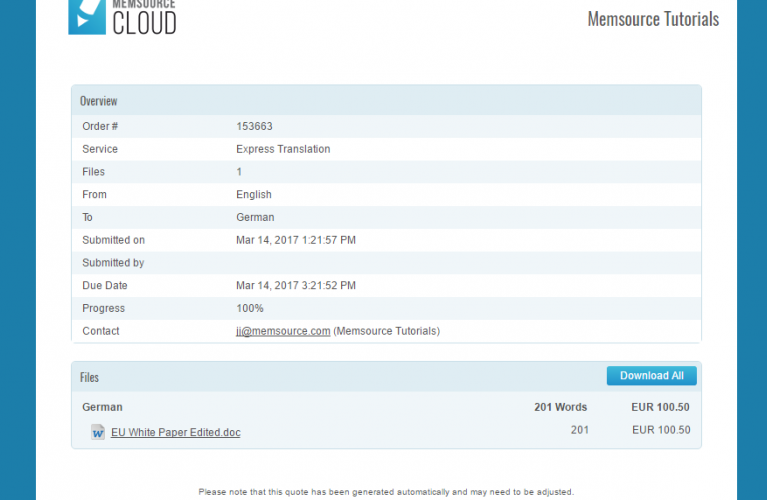 MEMSOURCE
CLOUD
Memsource Tutorials
Overview
Order # 153663
Service Express Translation
Files 1
From English
To German
Submitted on Mar 14, 2017 1:21:57 PM
Submitted by
Due Date Mar 14, 2017 3:21:52 PM
Progress 100%
Contact jj@memsource.com (Memsource Tutorials)
Files Download All
German 201 Words EUR 100.50
EU White Paper Edited.doc 201 EUR 100.50
Please note that this quote has been generated automatically and may need to be adjusted.